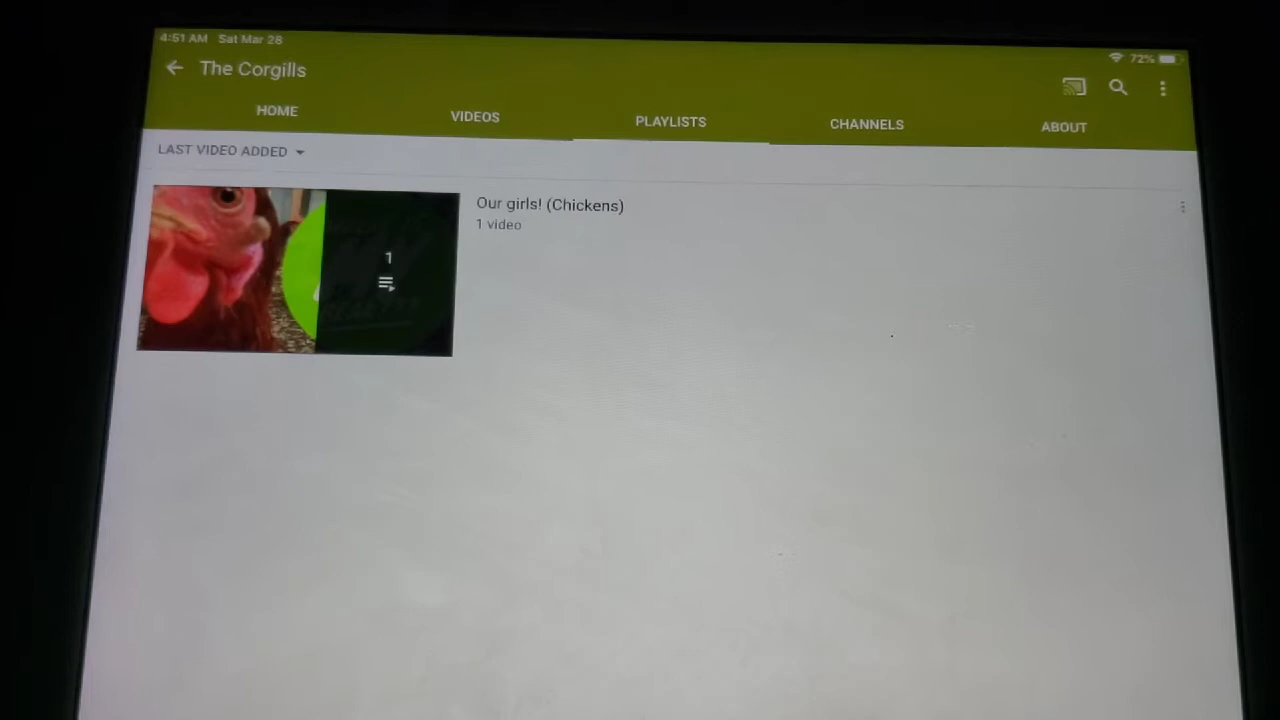 4:51 AM Sat Mar 28
72%
The Corgills
HOME
VIDEOS
PLAYLISTS
CHANNELS
ABOUT
LAST VIDEO ADDED
Our girls! (Chickens)
1 video
1